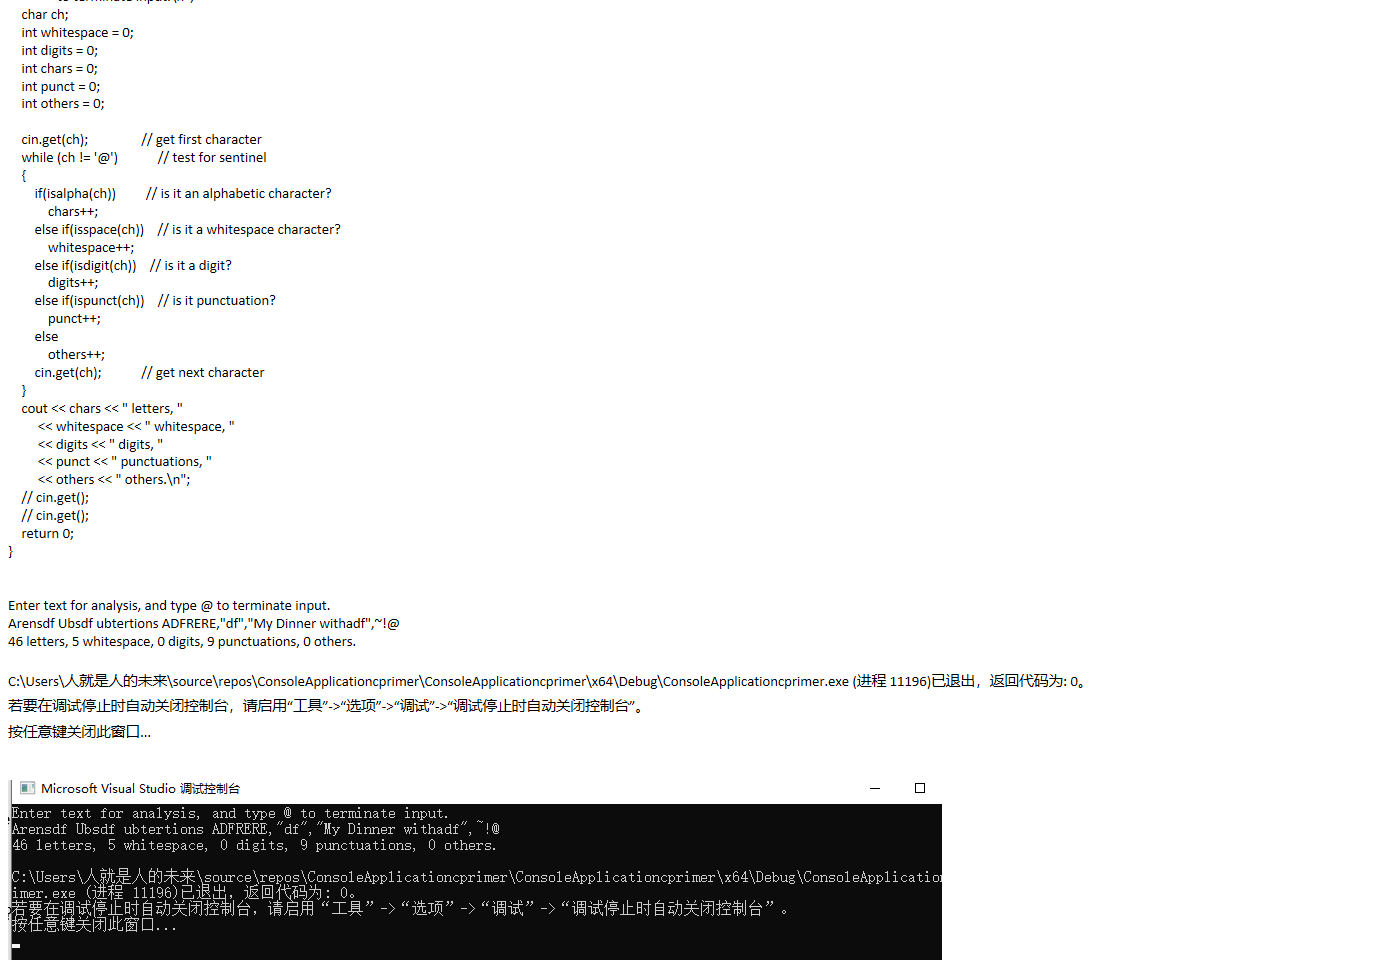 to terminate input.\n";
char ch;
int whitespace = 0;
int digits = 0;
int chars = 0;
int punct = 0;
int others = 0;
cin.get(ch); // get first character
while (ch != '@') // test for sentinel
{
if(isalpha(ch)) // is it an alphabetic character?
chars++;
else if(isspace(ch)) // is it a whitespace character?
whitespace++;
else if(isdigit(ch)) // is it a digit?
digits++;
else if(ispunct(ch)) // is it punctuation?
punct++;
else
others++;
cin.get(ch); // get next character
}
cout << chars << " letters, "
<< whitespace << " whitespace, "
<< digits << " digits, "
<< punct << " punctuations, "
<< others << " others.\n";
// cin.get();
// cin.get();
return 0;
}
Enter text for analysis, and type @ to terminate input.
Arensdf Ubsdf ubtertions ADFRERE,"df","My Dinner withadf",~!@
46 letters, 5 whitespace, 0 digits, 9 punctuations, 0 others.
C:\Users\人就是人的未来\source\repos\ConsoleApplicationcprimer\ConsoleApplicationcprimer\x64\Debug\ConsoleApplicationcprimer.exe (进程 11196)已退出，返回代码为: 0。
若要在调试停止时自动关闭控制台，请启用“工具”->“选项”->“调试”->“调试停止时自动关闭控制台”。
按任意键关闭此窗口...
Microsoft Visual Studio 调试控制台
Enter text for analysis, and type @ to terminate input.
Arensdf Ubsdf ubtertions ADFRERE,"df","My Dinner withadf",~!@
46 letters, 5 whitespace, 0 digits, 9 punctuations, 0 others.
C:\Users\人就是人的未来\source\repos\ConsoleApplicationcprimer\ConsoleApplicationcprimer\x64\Debug\ConsoleApplication
imer.exe (进程 11196)已退出，返回代码为: 0。
若要在调试停止时自动关闭控制台，请启用“工具”->“选项”->“调试”->“调试停止时自动关闭控制台”。
按任意键关闭此窗口...